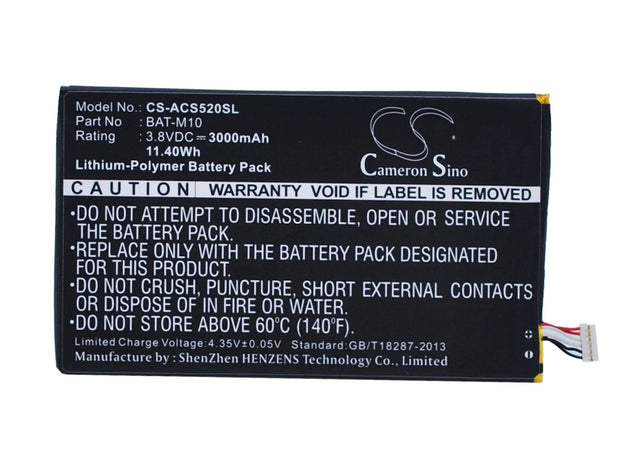 Model No.: CS-ACS520SL
Part No : BAT-M10
Rating : 3.8VDC 3000mAh
11.40Wh
Lithium-Polymer Battery Pack
CS
Cameron Sino
CAUTION WARRANTY VOID IF LABEL IS REMOVED
•DO NOT ATTEMPT TO DISASSEMBLE, OPEN OR SERVICE
THE BATTERY PACK.
•REPLACE ONLY WITH THE BATTERY PACK DESIGNATED
FOR THIS EQUIPMENT.
•DO NOT CRUSH, PUNCTURE, SHORT EXTERNAL CONTACTS
OR DISPOSE OF IN FIRE OR WATER.
•DO NOT STORE ABOVE 60°C (140°F).
Limited Charge Voltage:4.35V±0.05V Standard:GB/T18287-2013
Manufacturer : ShenZhen HENZENS Technology Co., Limited
+
-